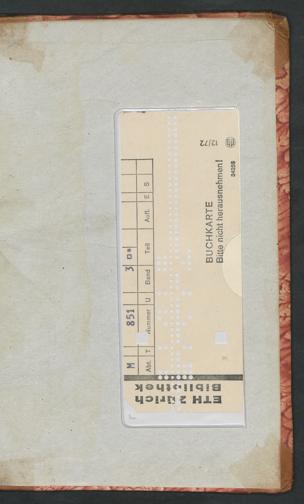 M 851 3 ¤*
Abt. T Nummer U Band Teil Aufl. E S
ETH Zürich
Bibliothek
BUCHKARTE
Bitte nicht herausnehmen!
12/72